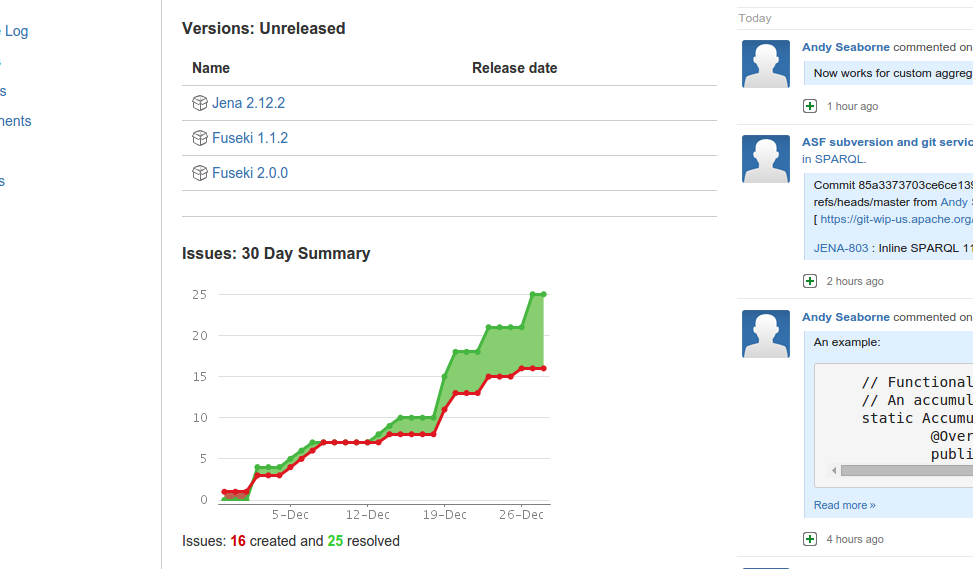 Log
s
ments
s
Versions: Unreleased
Name Release date
Jena 2.12.2
Fuseki 1.1.2
Fuseki 2.0.0
Issues: 30 Day Summary
25
20
15
10
5
0
5-Dec 12-Dec 19-Dec 26-Dec
Issues: 16 created and 25 resolved
Today
Andy Seaborne commented on
Now works for custom aggreg
1 hour ago
ASF subversion and git servic
in SPARQL.
Commit 85a3373703ce6ce139
refs/heads/master from Andy
[ https://git-wip-us.apache.org/
JENA-803 : Inline SPARQL 11
2 hours ago
Andy Seaborne commented on
An example:
// Functional
// An accumul
static Accumu
@Over
publi
Read more »
4 hours ago